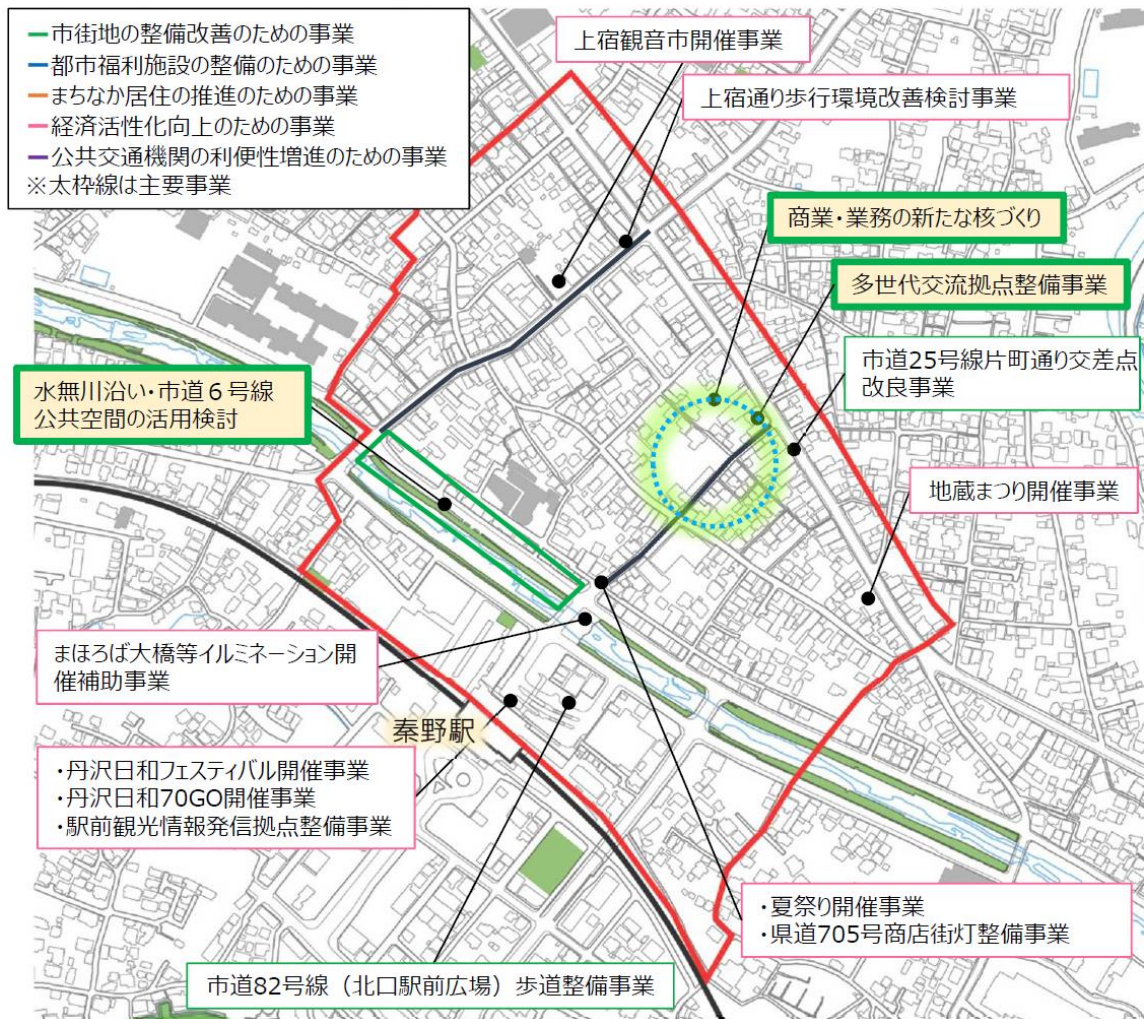 市街地の整備改善のための事業
都市福利施設の整備のための事業
まちなか居住の推進のための事業
経済活性化向上のための事業
公共交通機関の利便性増進のための事業
※太枠線は主要事業
上宿観音市開催事業
上宿通り歩行環境改善検討事業
商業・業務の新たな核づくり
多世代交流拠点整備事業
市道25号線片町通り交差点
改良事業
水無川沿い・市道６号線
公共空間の活用検討
地蔵まつり開催事業
まほろば大橋等イルミネーション開
催補助事業
秦野駅
・丹沢日和フェスティバル開催事業
・丹沢日和70GO開催事業
・駅前観光情報発信拠点整備事業
・夏祭り開催事業
・県道705号商店街灯整備事業
市道82号線（北口駅前広場）歩道整備事業